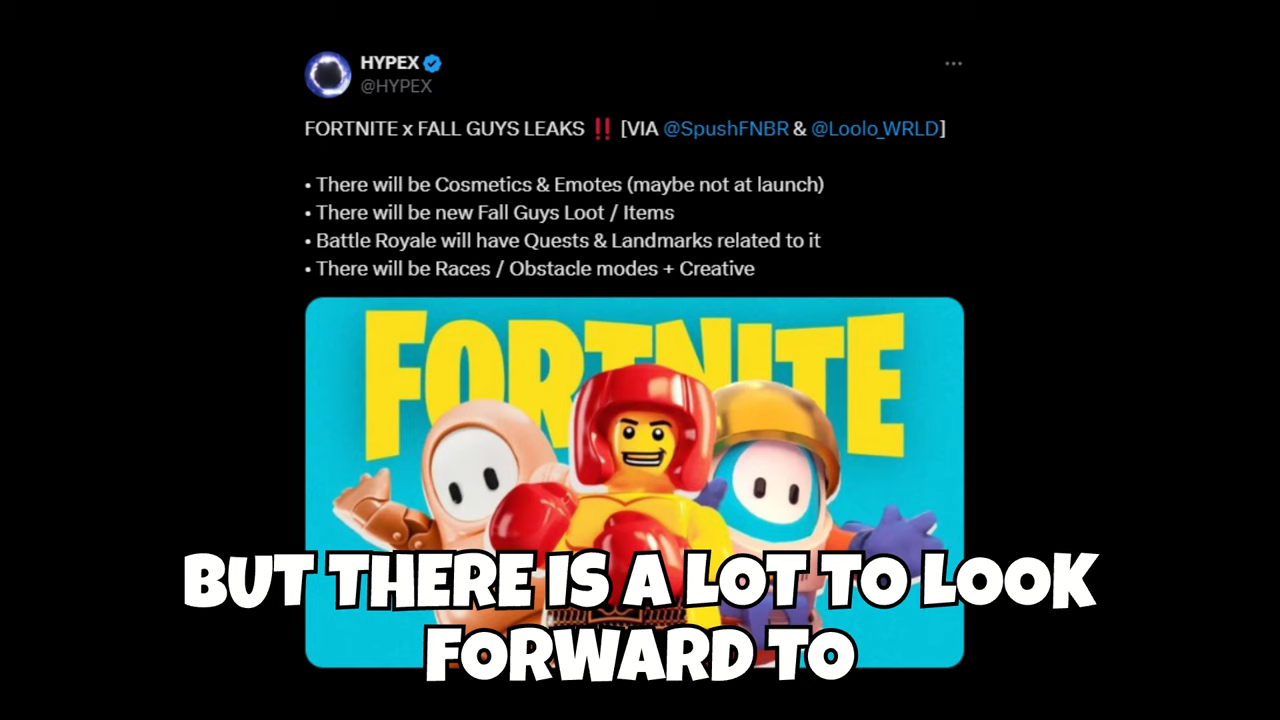 HYPEX
@HYPEX
FORTNITE x FALL GUYS LEAKS ‼️ [VIA @SpushFNBR & @Loolo_WRLD]
• There will be Cosmetics & Emotes (maybe not at launch)
• There will be new Fall Guys Loot / Items
• Battle Royale will have Quests & Landmarks related to it
• There will be Races / Obstacle modes + Creative
FORTNITE
BUT THERE IS A LOT TO LOOK
FORWARD TO